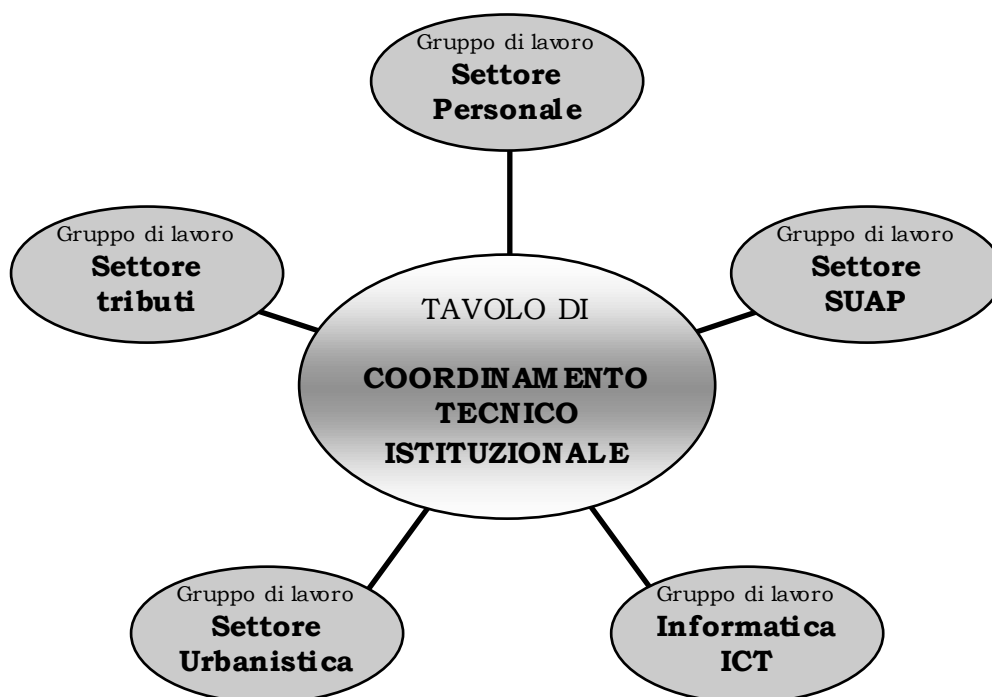 Gruppo di lavoro
Settore
Personale
Gruppo di lavoro
Settore
tributi
Gruppo di lavoro
Settore
SUAP
TAVOLO DI
COORDINAMENTO
TECNICO
ISTITUZIONALE
Gruppo di lavoro
Settore
Urbanistica
Gruppo di lavoro
Informatica
ICT